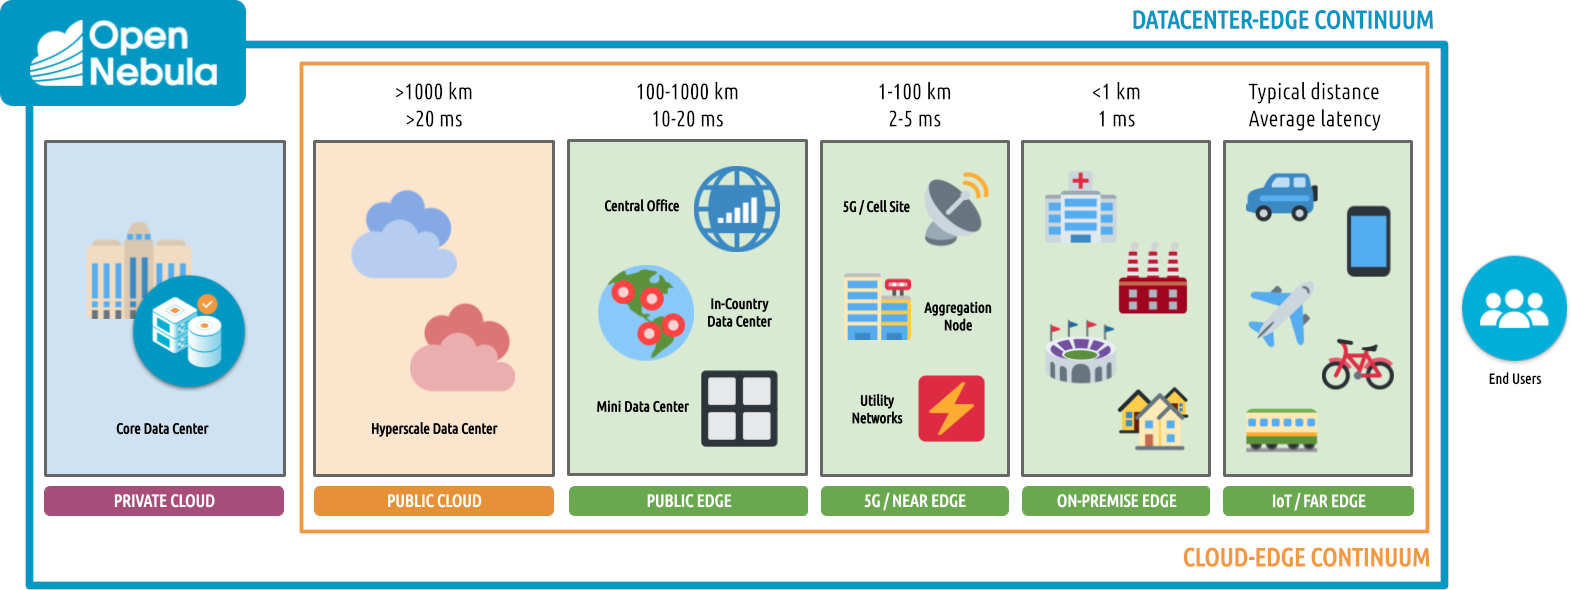 Open
Nebula
DATACENTER-EDGE CONTINUUM
>1000 km
>20 ms
100-1000 km
10-20 ms
1-100 km
2-5 ms
<1 km
1 ms
Typical distance
Average latency
Core Data Center
PRIVATE CLOUD
Hyperscale Data Center
PUBLIC CLOUD
Central Office
In-Country
Data Center
Mini Data Center
PUBLIC EDGE
5G / Cell Site
Aggregation
Node
Utility
Networks
5G / NEAR EDGE
ON-PREMISE EDGE
IoT / FAR EDGE
End Users
CLOUD-EDGE CONTINUUM